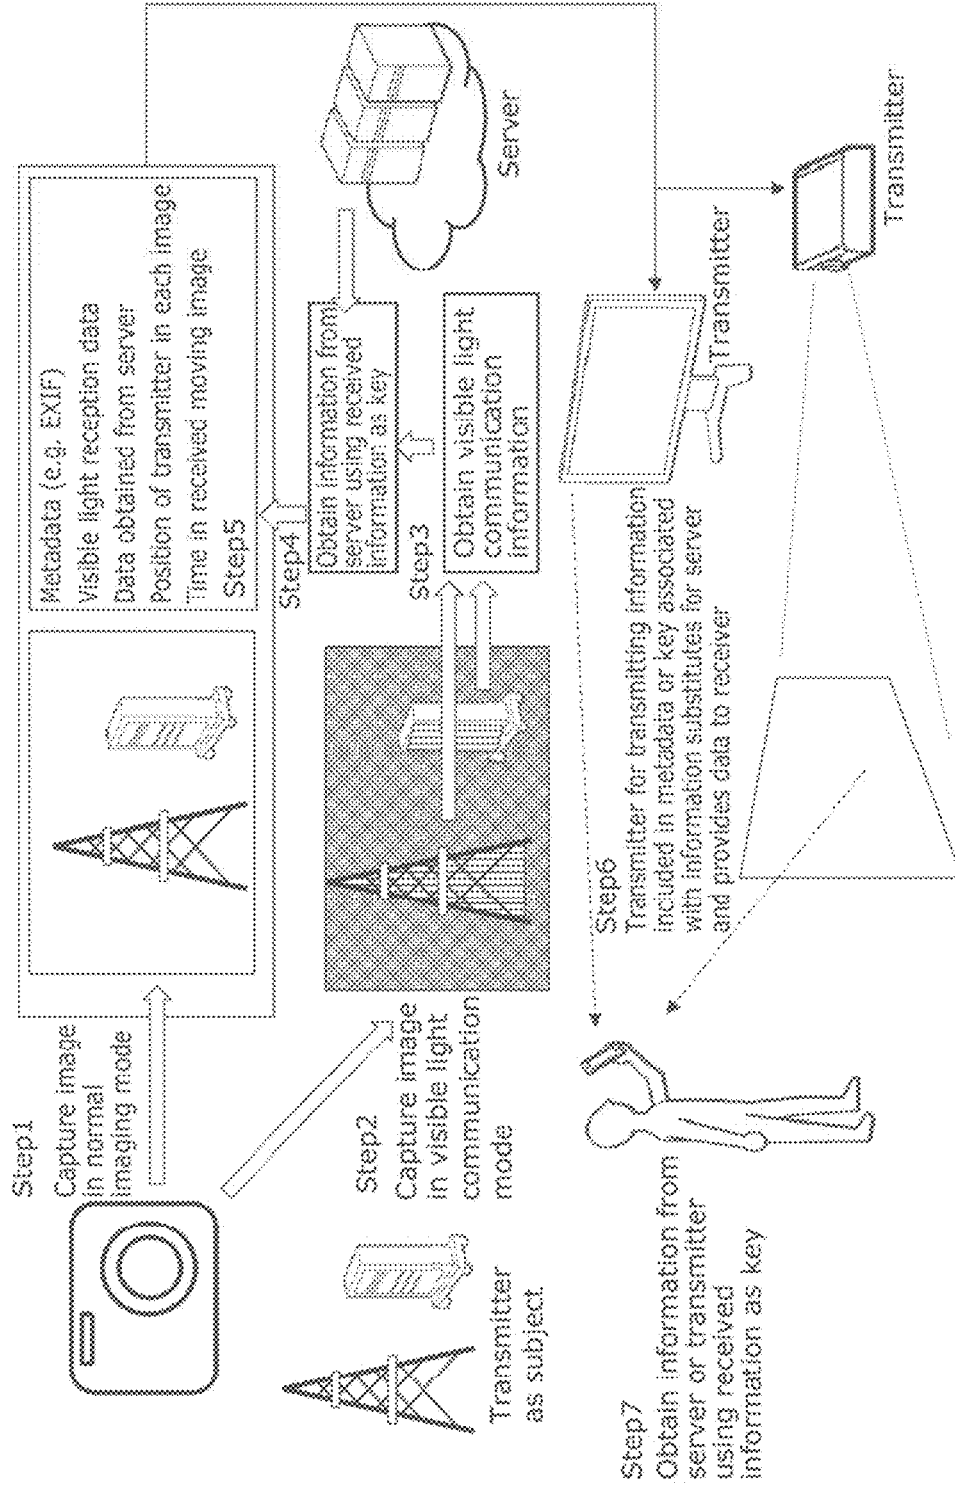 Step1
Capture image
in normal
imaging mode
Metadata (e.g. EXIF)
Visible light reception data
Data obtained from server
Position of transmitter in each image
Time in received moving image
Step5
Step4
Transmitter
as subject
Step2
Capture image
in visible light
communication
mode
Step3
Obtain visible light
communication
information
Obtain information from
server using received
information as key
Server
Step6
Transmitter for transmitting information
included in metadata or key associated
with information substitutes for server
and provides data to receiver
Transmitter
Transmitter
Step7
Obtain information from
server or transmitter
using received
information as key